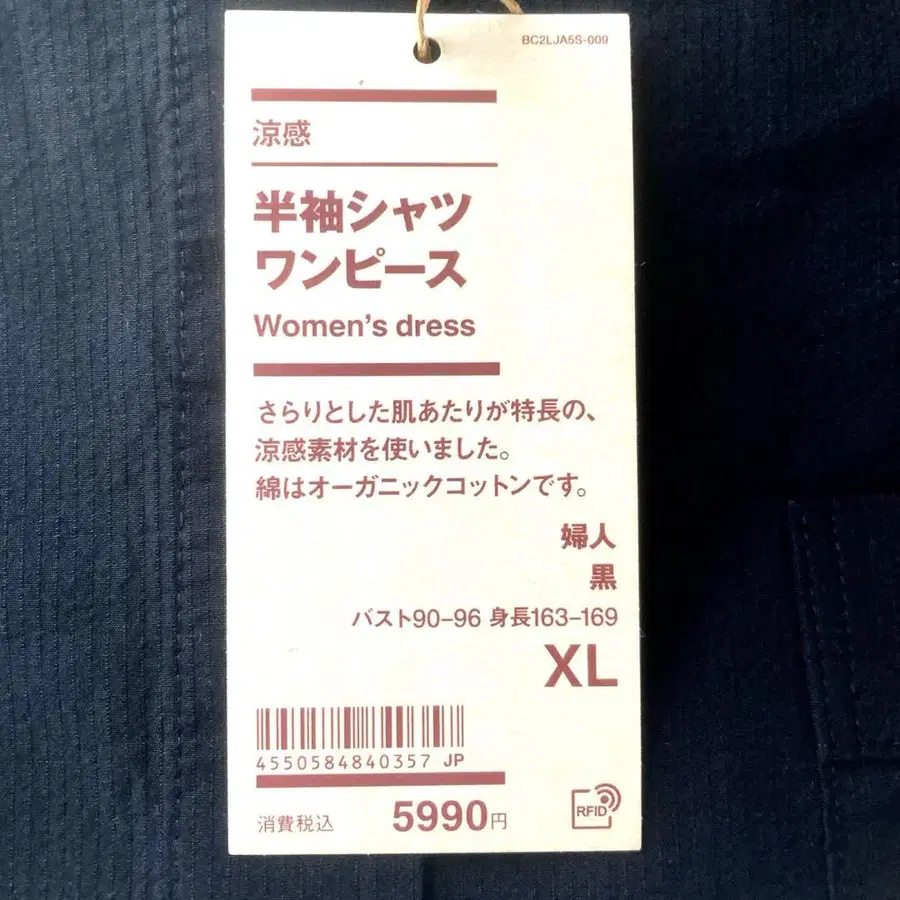 BC2LJA5S-009
涼感
半袖シャツ
ワンピース
Women's dress
さらりとした肌あたりが特長の、
涼感素材を使いました。
綿はオーガニックコットンです。
婦人
黒
バスト90-96 身長163-169
XL
4550584840357 JP
消費税込 5990円
RFID